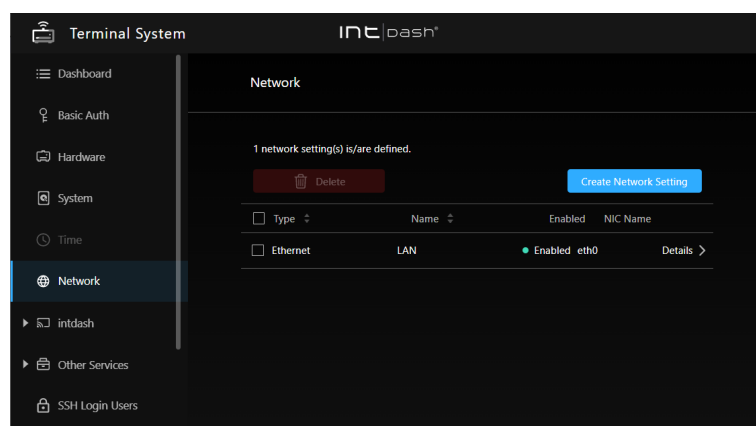 Terminal System
intdash®
Dashboard
Network
Basic Auth
1 network setting(s) is/are defined.
Hardware
Delete
Create Network Setting
System
Type Name Enabled NIC Name
Time
Ethernet LAN Enabled eth0 Details
Network
intdash
Other Services
SSH Login Users